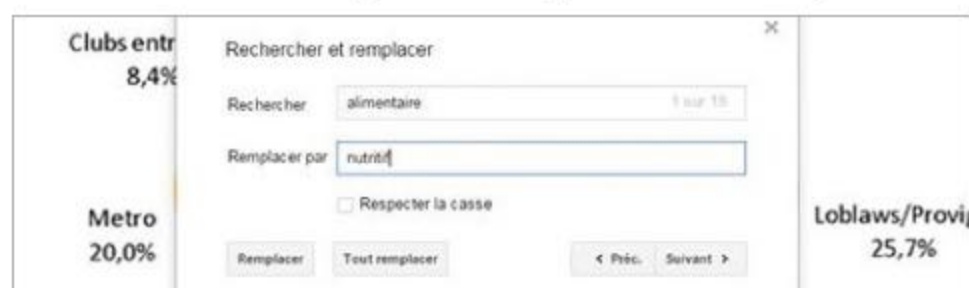 Clubs entr
8,4%
Rechercher et remplacer
Rechercher alimentaire 1 sur 15
Remplacer par nutritif
Respecter la casse
Metro
20,0%
Loblaws/Provi
25,7%
Remplacer Tout remplacer < Préc. Suivant >